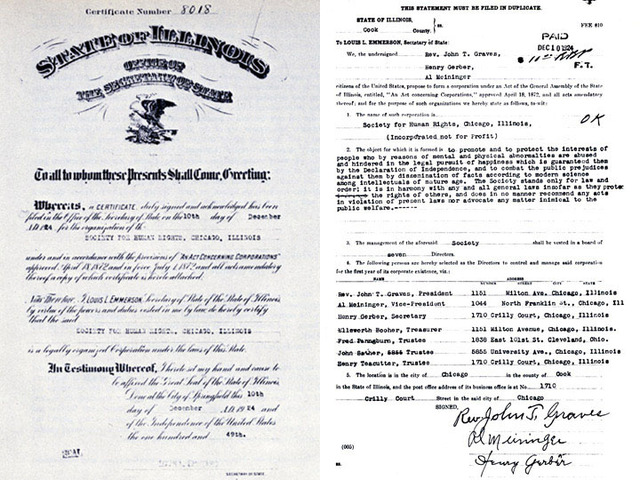 Certificate Number 8018
STATE OF ILLINOIS
OFFICE OF
THE SECRETARY OF STATE
To all to whom these Presents Shall Come, Greeting:
Whereas, a CERTIFICATE, duly signed and acknowledged has been
filed in the Office of the Secretary of State on the 10th day of December
A.D. 1924 for the organization of the
SOCIETY FOR HUMAN RIGHTS, CHICAGO, ILLINOIS
under and in accordance with the provisions of "AN ACT CONCERNING CORPORATIONS"
approved April 18, 1872, and in force July 1, 1872, and all acts amendatory
thereof, a copy of which certificate is hereto attached.
Now Therefore, I LOUIS L. EMMERSON, Secretary of State of the State of Illinois
by virtue of the powers and duties vested in me by law, do hereby certify
that the said
SOCIETY FOR HUMAN RIGHTS, CHICAGO, ILLINOIS
is a legally organized Corporation under the laws of this State.
In Testimony Whereof, I hereto set my hand and cause to
be affixed the Great Seal of the State of Illinois,
Done at the City of Springfield this 10th
day of December A.D. 1924 and
of the Independence of the United States
the one hundred and 49th.
SEAL
SECRETARY OF STATE
THIS STATEMENT MUST BE FILED IN DUPLICATE.
STATE OF ILLINOIS,
Cook County. ss.
FEE $10
To LOUIS L. EMMERSON, Secretary of State:
PAID
DEC 10 1924
F. T.
We, the undersigned Rev. John T. Graves,
Henry Gerber,
Al Meininger
citizens of the United States, propose to form a corporation under an Act of the General Assembly of the State
of Illinois, entitled, "An Act concerning Corporations," approved April 18, 1872, and all acts amendatory
thereof; and for the purpose of such organizations we hereby state as follows, to-wit:
1. The name of such corporation is
Society for Human Rights, Chicago, Illinois,
OK
(Incorporated not for Profit)
2. The object for which it is formed is to promote and to protect the interests of
people who by reasons of mental and physical abnormalities are abused
and hindered in the legal pursuit of happiness which is guaranteed them
by the Declaration of Independence, and to combat the public prejudices
against them by dissemination of facts according to modern science
among intellectuals of mature age. The Society stands only for law and
order; it is in harmony with any and all general laws insofar as they protect
the rights of others, and does in no manner recommend any acts
in violation of present laws nor advocate any matter inimical to the
public welfare.------
3. The management of the aforesaid Society shall be vested in a board of
seven Directors.
4. The following persons are hereby selected as the Directors to control and manage said corporation
for the first year of its corporate existence, viz.:
NAMES ADDRESS
NUMBER STREET CITY STATE
Rev. John T. Graves, President 1151 Milton Ave. Chicago, Illinois
Al Meininger, Vice-President 1044 North Franklin St., Chicago, Ill
Henry Gerber, Secretary 1710 Crilly Court, Chicago, Illinois
Ellsworth Booher, Treasurer 1151 Milton Avenue, Chicago, Illinois.
Fred Panngburn, Trustee 1838 East 101st St. Cleveland, Ohio.
John Sather, Trustee 5855 University Ave., Chicago, Illinois
Henry Teacutter, Trustee 1710 Crilly Court, Chicago, Illinois
5. The location is in the city of Chicago in the county of Cook
in the State of Illinois, and the post office address of its business office is at No. 1710
Crilly Court Street in the said city of Chicago
SIGNED,
Rev. John T. Graves
Al Meininger
Henry Gerber